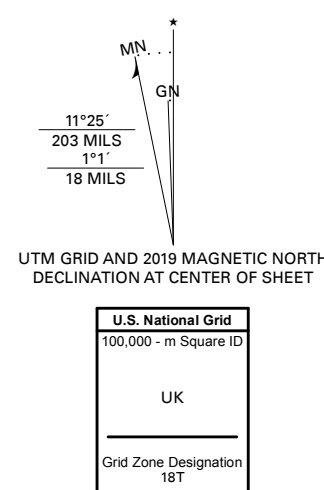 ★
MN
GN
11°25´
203 MILS
1°1´
18 MILS
UTM GRID AND 2019 MAGNETIC NORTH
DECLINATION AT CENTER OF SHEET
U.S. National Grid
100,000 - m Square ID
UK
Grid Zone Designation
18T